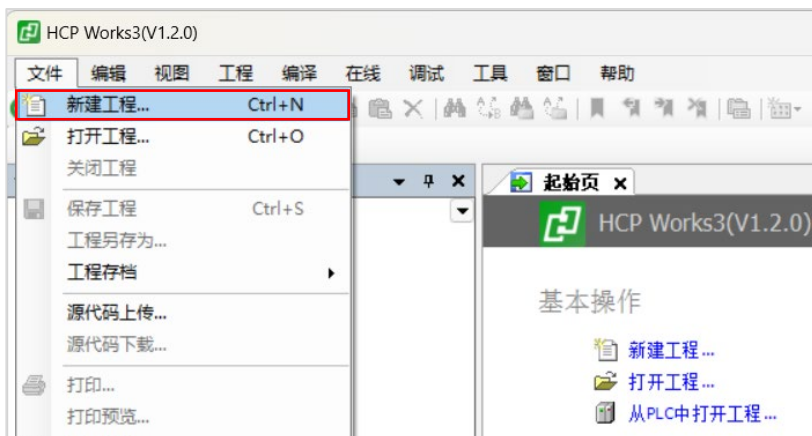 HCP Works3(V1.2.0)
文件 编辑 视图 工程 编译 在线 调试 工具 窗口 帮助
新建工程... Ctrl+N
打开工程... Ctrl+O
关闭工程
起始页
保存工程 Ctrl+S
HCP Works3(V1.2.0)
工程另存为...
工程存档
基本操作
源代码上传...
新建工程...
源代码下载...
打开工程...
打印...
从PLC中打开工程...
打印预览...